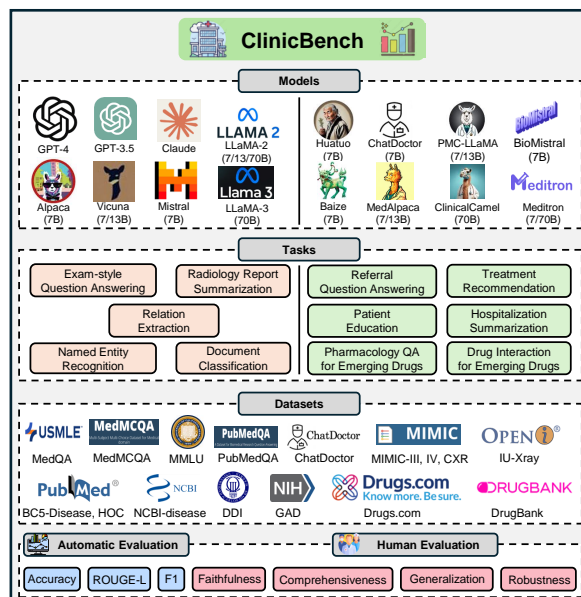 ClinicBench
Models
GPT-4
GPT-3.5
Claude
LLAMA 2
LLaMA-2
(7/13/70B)
Huatuo
(7B)
ChatDoctor
(7B)
PMC-LLaMA
(7/13B)
BioMistral
BioMistral
(7B)
Alpaca
(7B)
Vicuna
(7/13B)
Mistral
(7B)
Llama 3
LLaMA-3
(70B)
Baize
(7B)
MedAlpaca
(7/13B)
ClinicalCamel
(70B)
Meditron
Meditron
(7/70B)
Tasks
Exam-style
Question Answering
Radiology Report
Summarization
Relation
Extraction
Named Entity
Recognition
Document
Classification
Referral
Question Answering
Treatment
Recommendation
Patient
Education
Hospitalization
Summarization
Pharmacology QA
for Emerging Drugs
Drug Interaction
for Emerging Drugs
Datasets
USMLE
MedQA
MedMCQA
MedMCQA
MMLU
PubMedQA
PubMedQA
ChatDoctor
ChatDoctor
MIMIC
MIMIC-III, IV, CXR
OPEN i
IU-Xray
PubMed
BC5-Disease, HOC
NCBI
NCBI-disease
DDI
NIH
GAD
Drugs.com
Know more. Be sure.
Drugs.com
DRUGBANK
DrugBank
Automatic Evaluation
Human Evaluation
Accuracy
ROUGE-L
F1
Faithfulness
Comprehensiveness
Generalization
Robustness